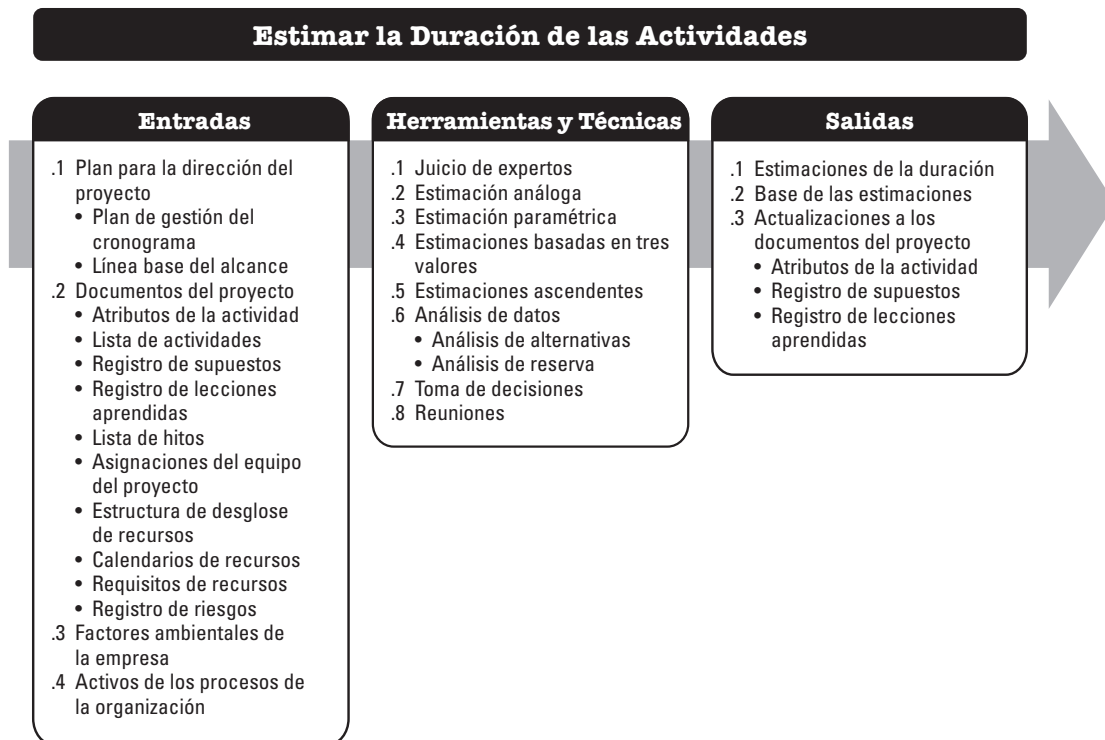 Estimar la Duración de las Actividades
Entradas
.1 Plan para la dirección del
proyecto
• Plan de gestión del
cronograma
• Línea base del alcance
.2 Documentos del proyecto
• Atributos de la actividad
• Lista de actividades
• Registro de supuestos
• Registro de lecciones
aprendidas
• Lista de hitos
• Asignaciones del equipo
del proyecto
• Estructura de desglose
de recursos
• Calendarios de recursos
• Requisitos de recursos
• Registro de riesgos
.3 Factores ambientales de
la empresa
.4 Activos de los procesos de
la organización
Herramientas y Técnicas
.1 Juicio de expertos
.2 Estimación análoga
.3 Estimación paramétrica
.4 Estimaciones basadas en tres
valores
.5 Estimaciones ascendentes
.6 Análisis de datos
• Análisis de alternativas
• Análisis de reserva
.7 Toma de decisiones
.8 Reuniones
Salidas
.1 Estimaciones de la duración
.2 Base de las estimaciones
.3 Actualizaciones a los
documentos del proyecto
• Atributos de la actividad
• Registro de supuestos
• Registro de lecciones
aprendidas